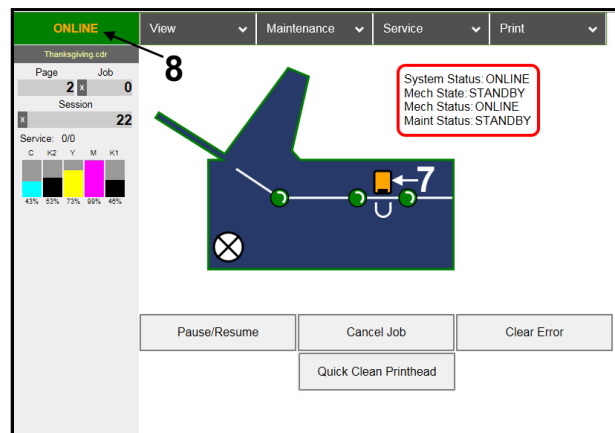 ONLINE
View
Maintenance
Service
Print
8
Thanksgiving.cdr
Page Job
2 x 0
Session
x 22
Service: 0/0
C K2 Y M K1
43% 53% 73% 99% 46%
System Status: ONLINE
Mech State: STANDBY
Mech Status: ONLINE
Maint Status: STANDBY
7
Pause/Resume
Cancel Job
Clear Error
Quick Clean Printhead